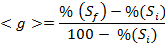 < g >= % (S_f) − %(S_i) / 100 − %(S_i)